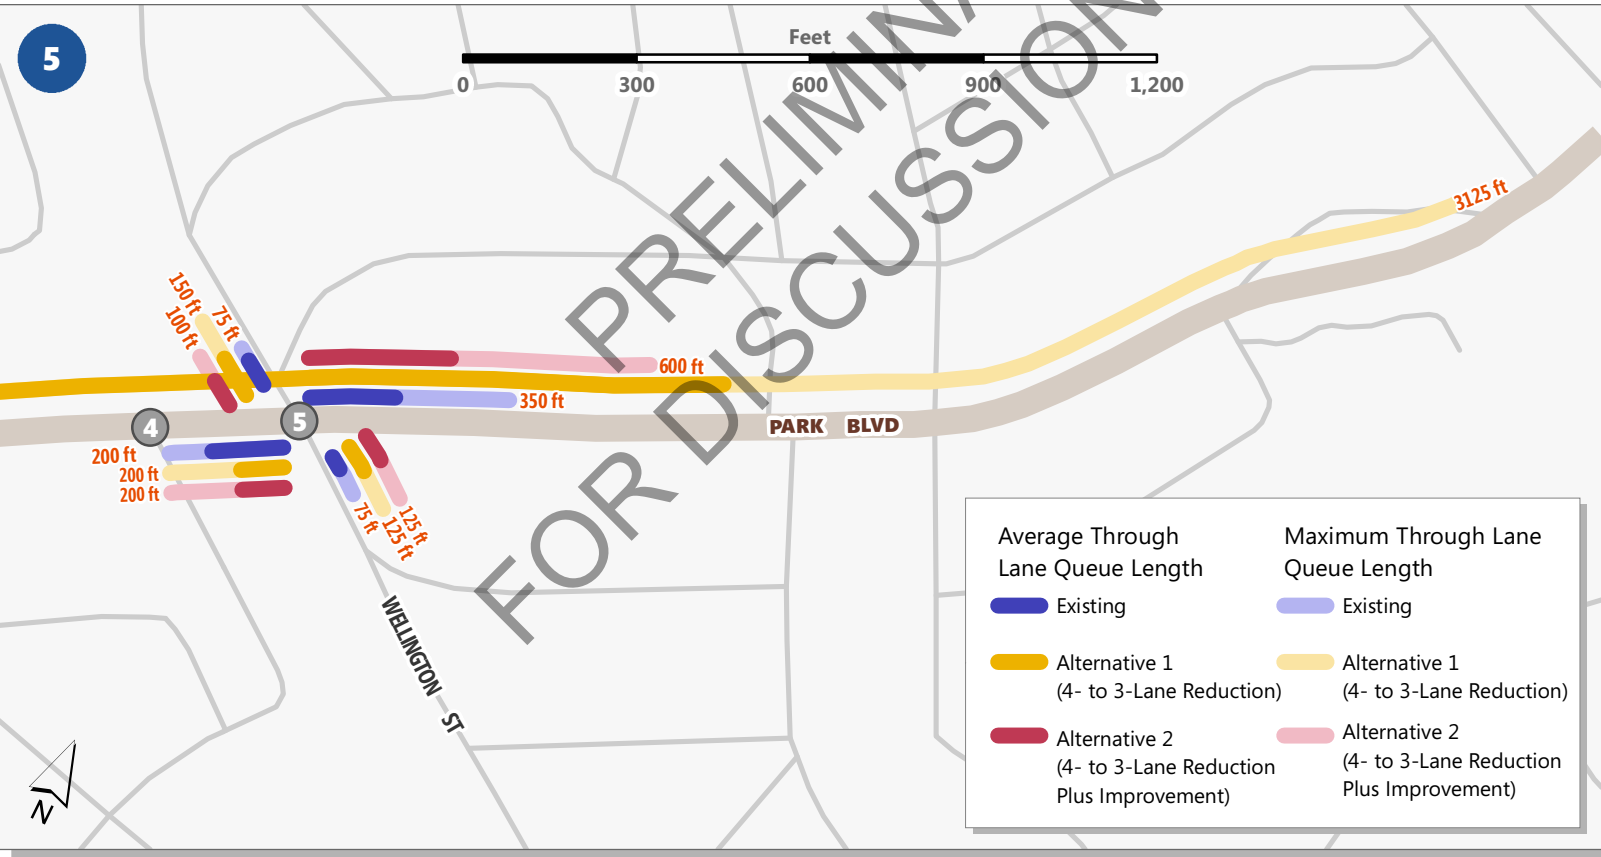 5
Feet
0 300 600 900 1,200
PRELIMINA
FOR DISCUSSION
3125 ft
150 ft
75 ft
100 ft
600 ft
350 ft
4
5
PARK BLVD
200 ft
200 ft
200 ft
75 ft
125 ft
125 ft
WELLINGTON ST
N
Average Through
Lane Queue Length
Existing
Alternative 1
(4- to 3-Lane Reduction)
Alternative 2
(4- to 3-Lane Reduction
Plus Improvement)
Maximum Through Lane
Queue Length
Existing
Alternative 1
(4- to 3-Lane Reduction)
Alternative 2
(4- to 3-Lane Reduction
Plus Improvement)